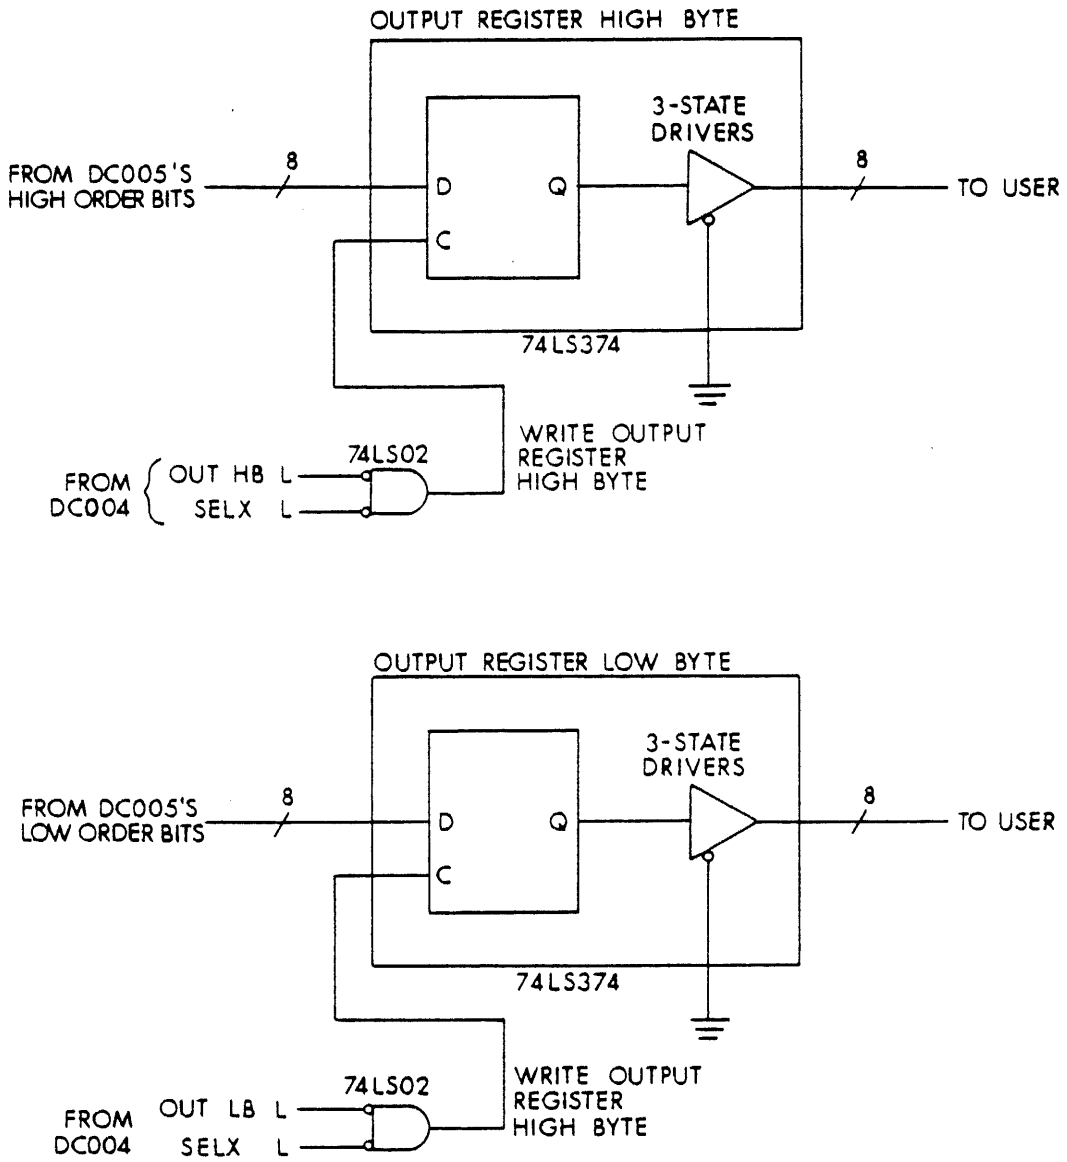 OUTPUT REGISTER HIGH BYTE
3-STATE
DRIVERS
FROM DC005'S
HIGH ORDER BITS
8
D
Q
8
TO USER
C
74LS374
WRITE OUTPUT
REGISTER
HIGH BYTE
74LS02
FROM
DC004
OUT HB L
SELX L
OUTPUT REGISTER LOW BYTE
3-STATE
DRIVERS
FROM DC005'S
LOW ORDER BITS
8
D
Q
8
TO USER
C
74LS374
WRITE OUTPUT
REGISTER
HIGH BYTE
74LS02
FROM
DC004
OUT LB L
SELX L